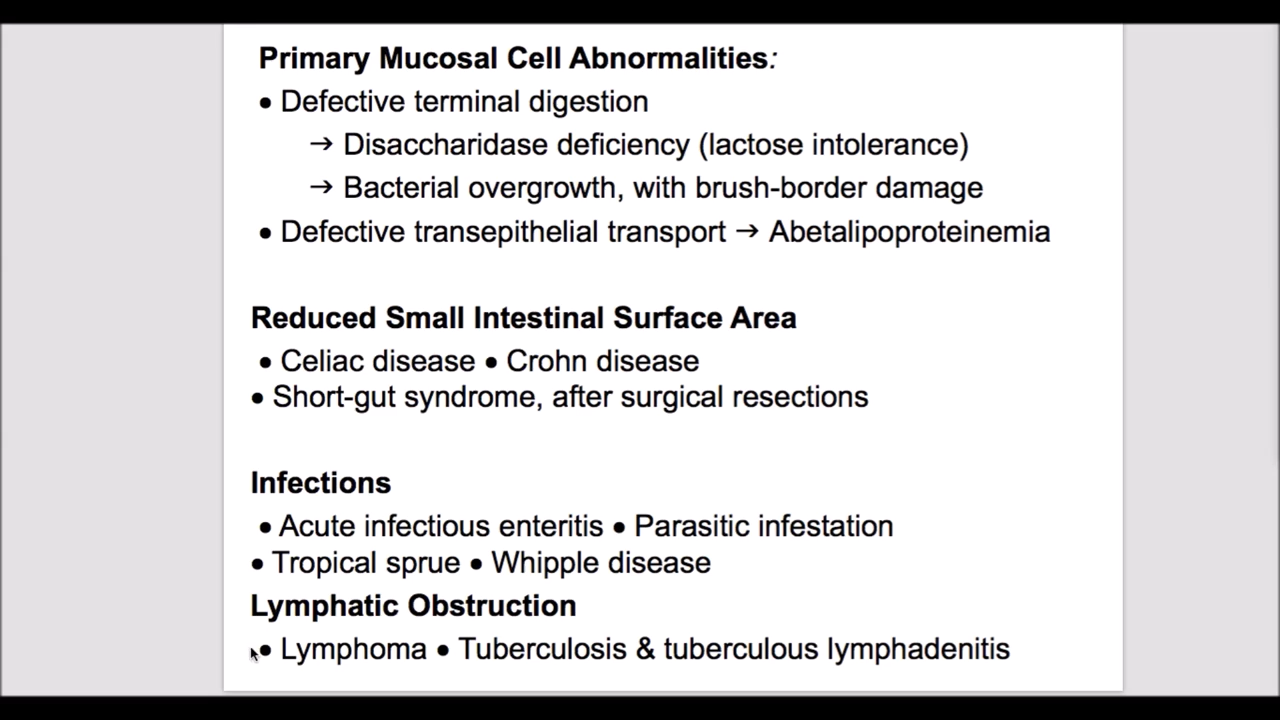 Primary Mucosal Cell Abnormalities:
• Defective terminal digestion
→ Disaccharidase deficiency (lactose intolerance)
→ Bacterial overgrowth, with brush-border damage
• Defective transepithelial transport → Abetalipoproteinemia
Reduced Small Intestinal Surface Area
• Celiac disease • Crohn disease
• Short-gut syndrome, after surgical resections
Infections
• Acute infectious enteritis • Parasitic infestation
• Tropical sprue • Whipple disease
Lymphatic Obstruction
• Lymphoma • Tuberculosis & tuberculous lymphadenitis